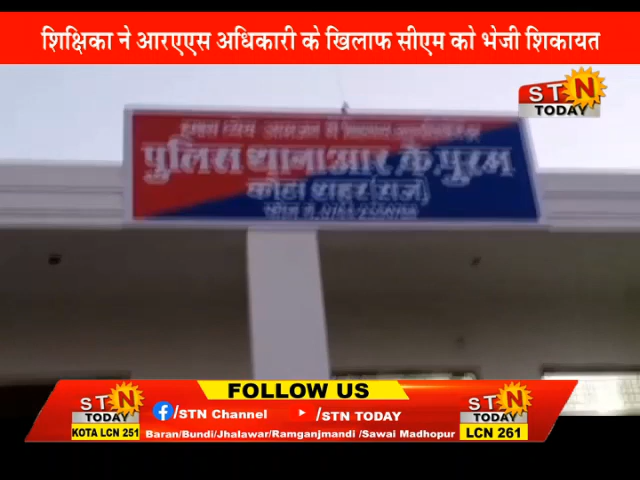 शिक्षिका ने आरएएस अधिकारी के खिलाफ सीएम को भेजी शिकायत
STN
TODAY
पुलिस थाना आर.के.पुरम
कोटा शहर(राज.)
FOLLOW US
STN
TODAY
KOTA LCN 251
/STN Channel
/STN TODAY
Baran/Bundi/Jhalawar/Ramganjmandi /Sawai Madhopur
STN
TODAY
LCN 261